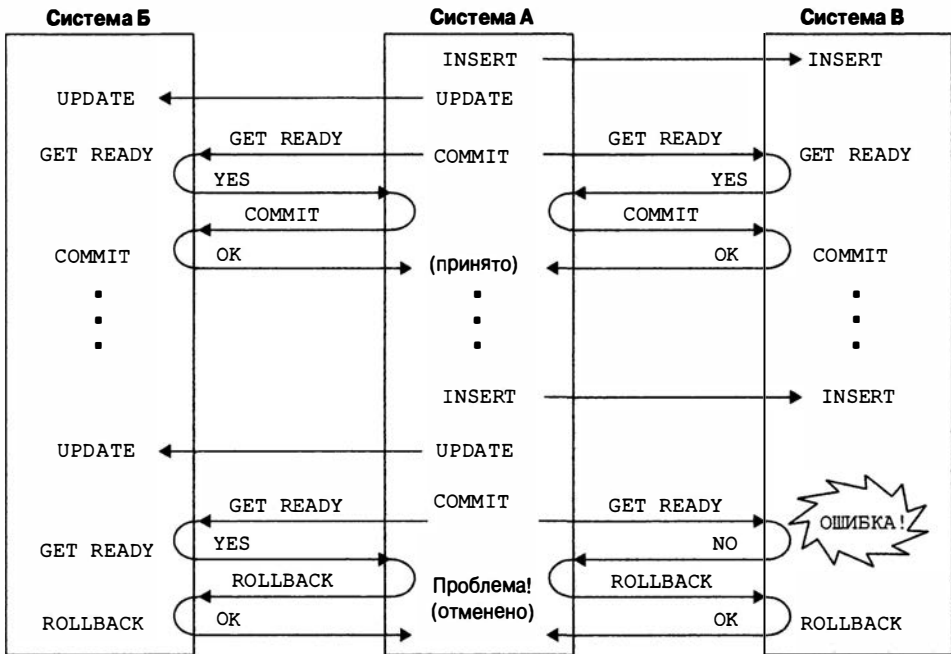 Система Б Система А Система В
INSERT INSERT
UPDATE UPDATE
GET READY GET READY COMMIT GET READY GET READY
YES YES
COMMIT COMMIT
COMMIT OK (принято) OK COMMIT
INSERT INSERT
UPDATE UPDATE
GET READY COMMIT GET READY ОШИБКА!
GET READY YES NO
ROLLBACK Проблема! ROLLBACK
(отменено)
ROLLBACK OK OK ROLLBACK